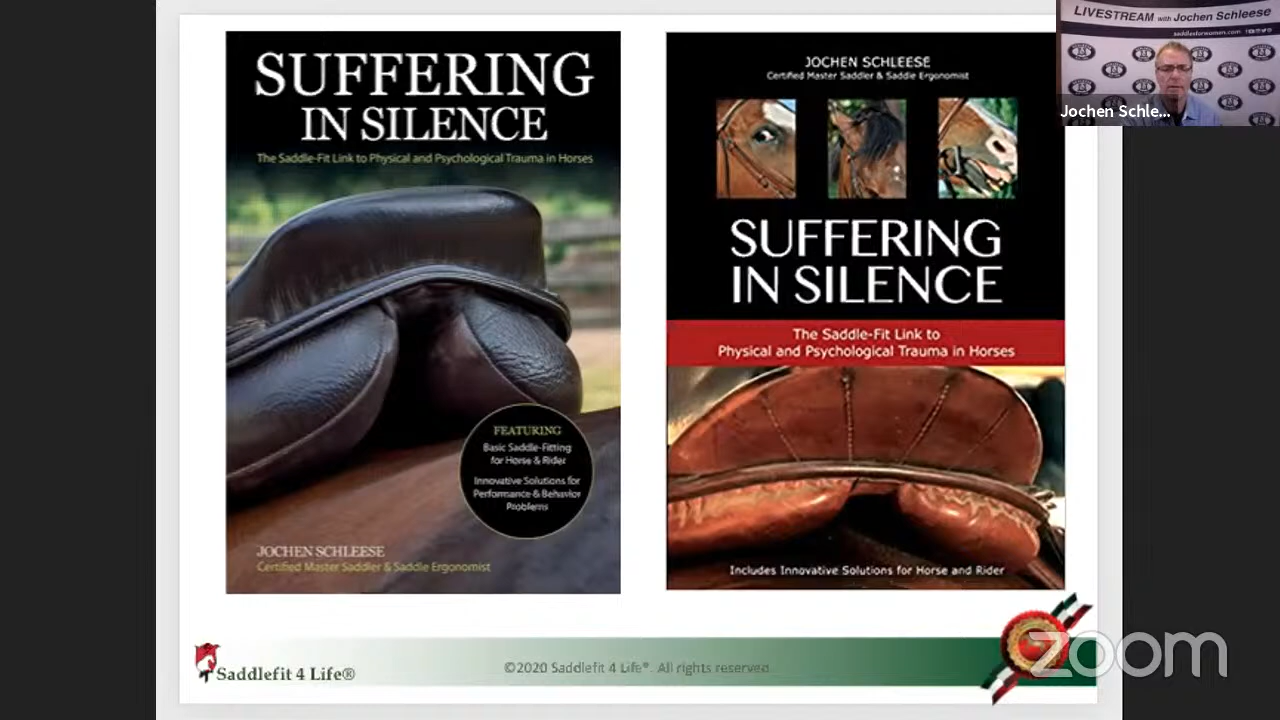 SUFFERING
IN SILENCE
The Saddle-Fit Link to Physical and Psychological Trauma in Horses
FEATURING
Basic Saddle-Fitting
for Horse & Rider
Innovative Solutions for
Performance & Behavior
Problems
JOCHEN SCHLEESE
Certified Master Saddler & Saddle Ergonomist
JOCHEN SCHLEESE
Certified Master Saddler & Saddle Ergonomist
SUFFERING
IN SILENCE
The Saddle-Fit Link to
Physical and Psychological Trauma in Horses
Includes Innovative Solutions for Horse and Rider
LIVESTREAM with Jochen Schleese
saddlesforwomen.com
Jochen Schle...
Saddlefit 4 Life®
©2020 Saddlefit 4 Life®. All rights reserved.
zoom